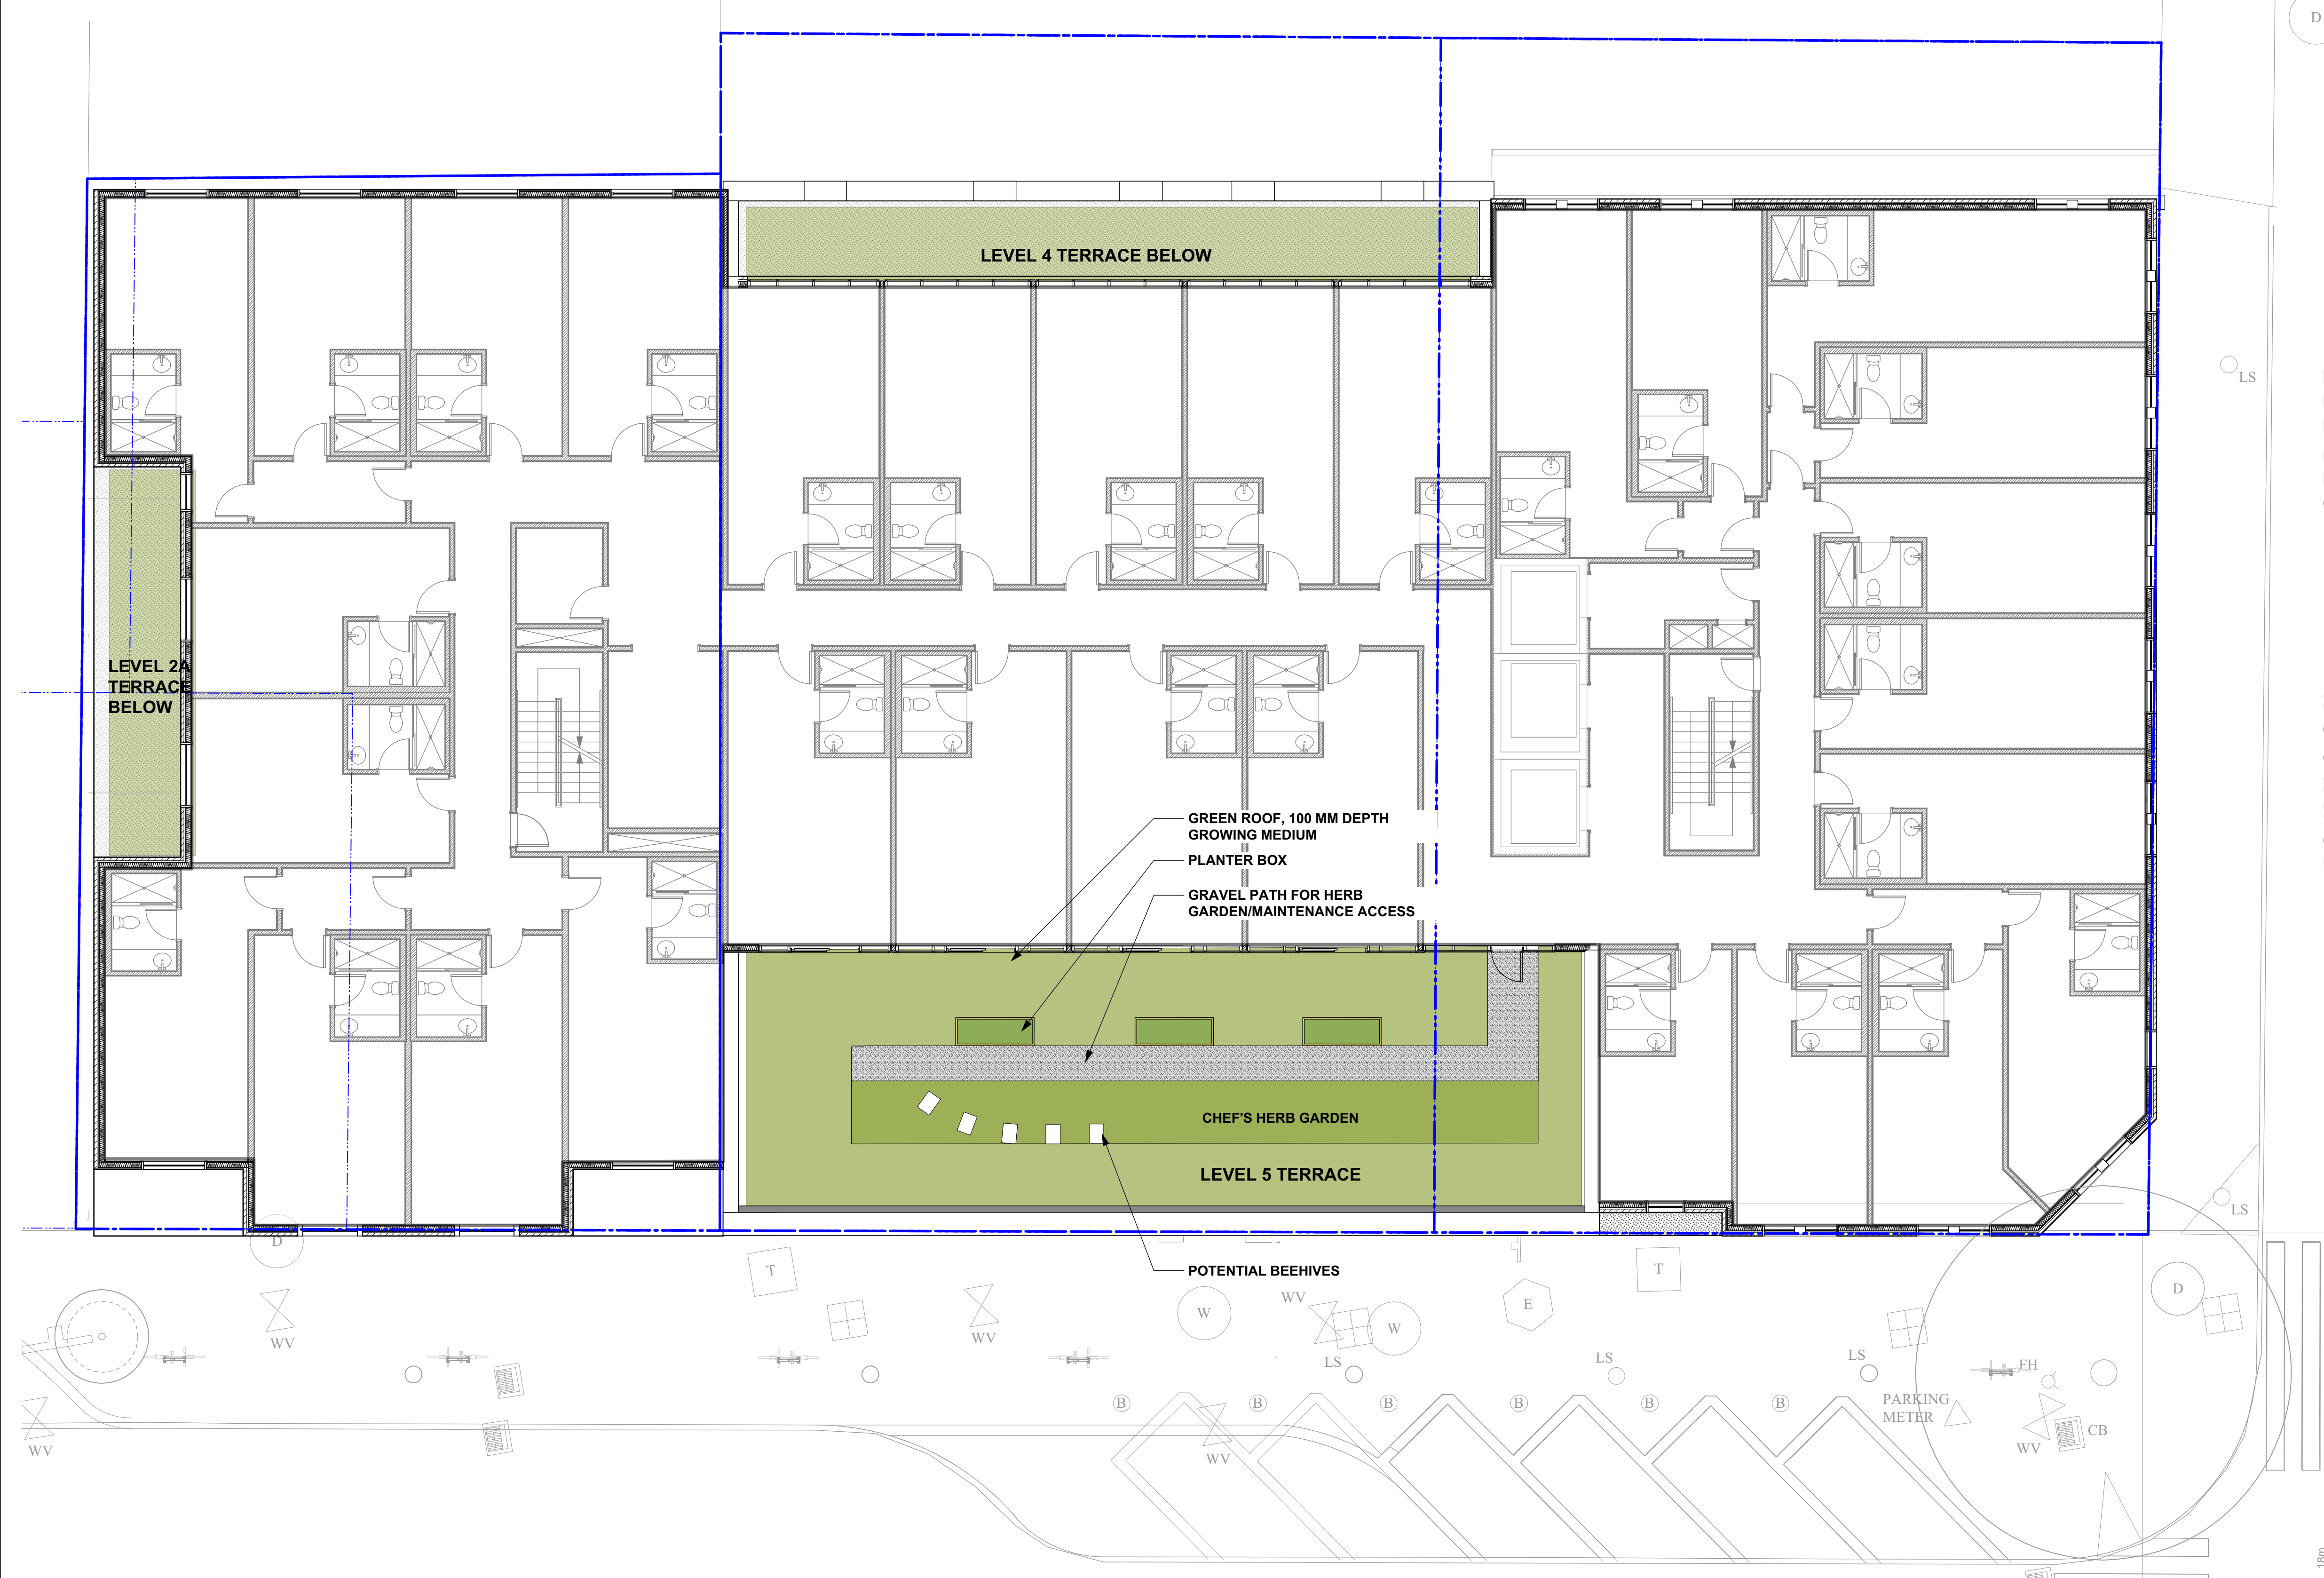 D
LEVEL 4 TERRACE BELOW
LS
LEVEL 2A
TERRACE
BELOW
GREEN ROOF, 100 MM DEPTH
GROWING MEDIUM
PLANTER BOX
GRAVEL PATH FOR HERB
GARDEN/MAINTENANCE ACCESS
CHEF'S HERB GARDEN
LEVEL 5 TERRACE
LS
D
T
T
POTENTIAL BEEHIVES
D
E
WV
W
W
WV
WV
LS
LS
LS
FH
B
B
B
B
B
B
PARKING
METER
CB
WV
WV
WV
18m